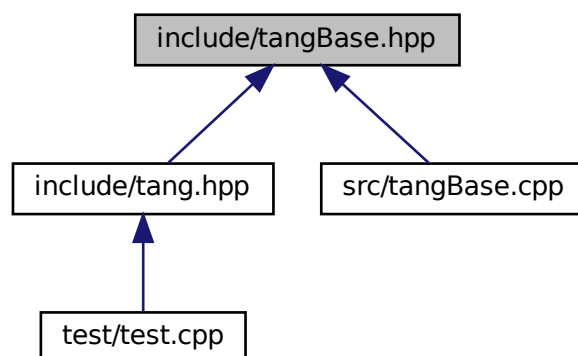 include/tangBase.hpp
include/tang.hpp
src/tangBase.cpp
test/test.cpp